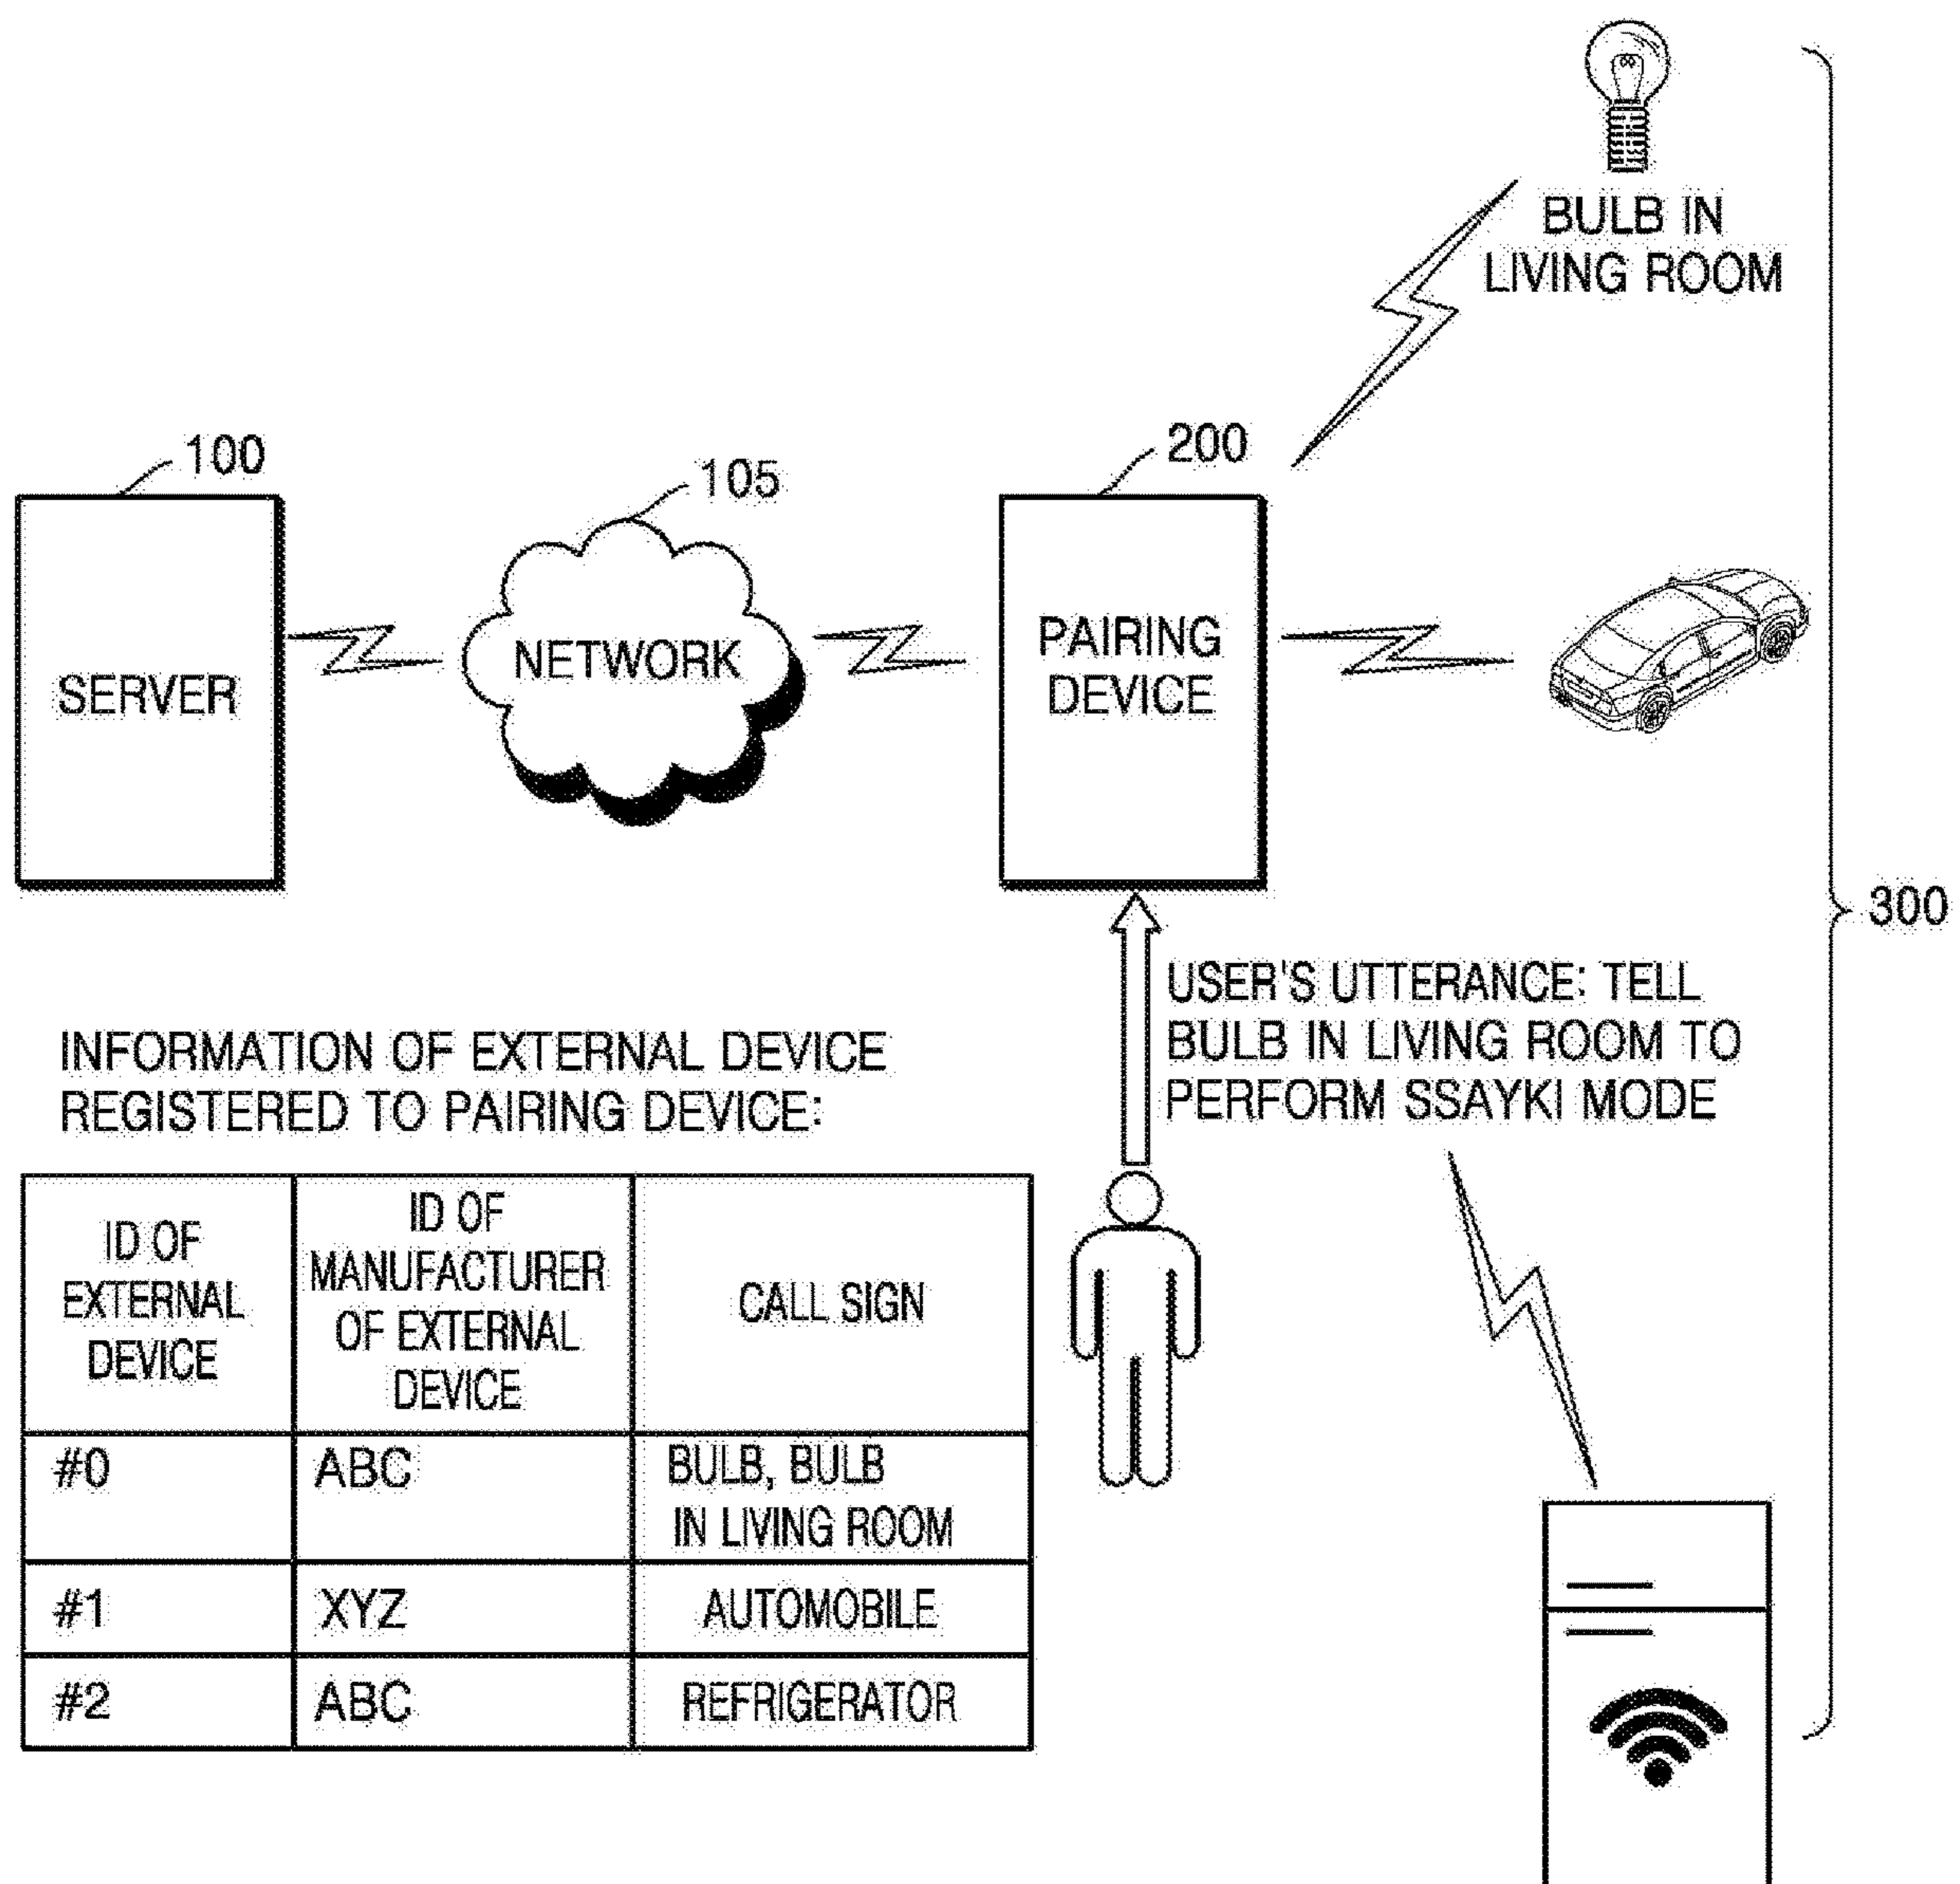 BULB IN
LIVING ROOM
100
105
200
SERVER
NETWORK
PAIRING
DEVICE
300
USER'S UTTERANCE: TELL
BULB IN LIVING ROOM TO
PERFORM SSAYKI MODE
INFORMATION OF EXTERNAL DEVICE
REGISTERED TO PAIRING DEVICE:
ID OF
EXTERNAL
DEVICE
ID OF
MANUFACTURER
OF EXTERNAL
DEVICE
CALL SIGN
#0
ABC
BULB, BULB
IN LIVING ROOM
#1
XYZ
AUTOMOBILE
#2
ABC
REFRIGERATOR